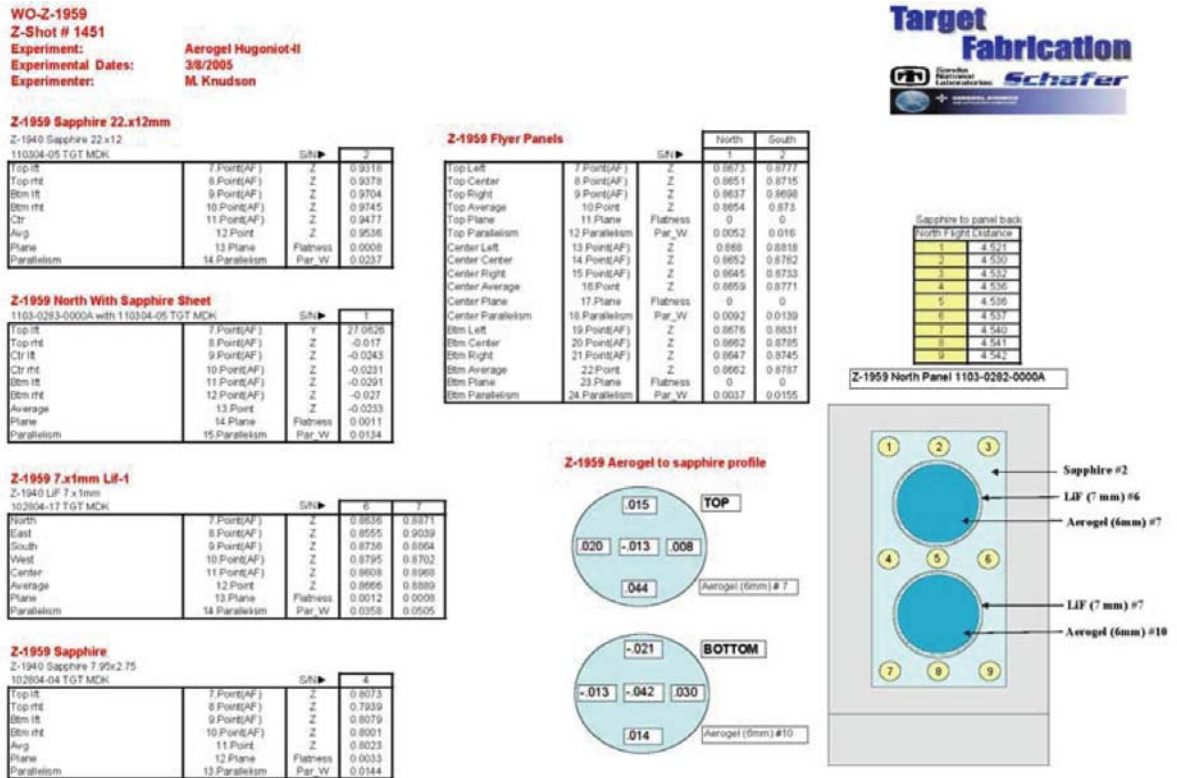 WO-Z-1959
Z-Shot # 1451
Experiment: Aerogel Hugoniot-II
Experimental Dates: 3/8/2005
Experimenter: M. Knudson
Target
Fabrication
Sandia
National
Laboratories
Schafer
GENERAL ATOMICS
Z-1959 Sapphire 22.x12mm
Z-1940 Sapphire 22.x12
110304-05 TGT MDK S/N► 2
Top lft 7.Point(AF) Z 0.9318
Top rht 8.Point(AF) Z 0.9378
Btm lft 9.Point(AF) Z 0.9704
Btm rht 10.Point(AF) Z 0.9745
Ctr 11.Point(AF) Z 0.9477
Avg 12.Point Z 0.9536
Plane 13.Plane Flatness 0.0008
Parallelism 14.Parallelism Par_W 0.0237
Z-1959 North With Sapphire Sheet
1103-0283-0000A with 110304-05 TGT MDK S/N► 1
Top lft 7.Point(AF) Y 27.0626
Top rht 8.Point(AF) Z -0.017
Ctr lft 9.Point(AF) Z -0.0243
Ctr rht 10.Point(AF) Z -0.0231
Btm lft 11.Point(AF) Z -0.0291
Btm rht 12.Point(AF) Z -0.027
Average 13.Point Z -0.0233
Plane 14.Plane Flatness 0.0011
Parallelism 15.Parallelism Par_W 0.0134
Z-1959 7.x1mm Lif-1
Z-1940 LiF 7 x 1mm
102804-17 TGT MDK S/N► 6 7
North 7.Point(AF) Z 0.8636 0.8871
East 8.Point(AF) Z 0.8555 0.9039
South 9.Point(AF) Z 0.8736 0.8864
West 10.Point(AF) Z 0.8795 0.8702
Center 11.Point(AF) Z 0.8608 0.8968
Average 12.Point Z 0.8666 0.8889
Plane 13.Plane Flatness 0.0012 0.0008
Parallelism 14.Parallelism Par_W 0.0358 0.0505
Z-1959 Sapphire
Z-1940 Sapphire 7.95x2.75
102804-04 TGT MDK S/N► 4
Top lft 7.Point(AF) Z 0.8073
Top rht 8.Point(AF) Z 0.7939
Btm lft 9.Point(AF) Z 0.8079
Btm rht 10.Point(AF) Z 0.8001
Avg 11.Point Z 0.8023
Plane 12.Plane Flatness 0.0033
Parallelism 13.Parallelism Par_W 0.0144
Z-1959 Flyer Panels North South
S/N► 1 2
Top Left 7.Point(AF) Z 0.8673 0.8777
Top Center 8.Point(AF) Z 0.8651 0.8715
Top Right 9.Point(AF) Z 0.8637 0.8698
Top Average 10.Point Z 0.8654 0.873
Top Plane 11.Plane Flatness 0 0
Top Parallelism 12.Parallelism Par_W 0.0052 0.016
Center Left 13.Point(AF) Z 0.868 0.8818
Center Center 14.Point(AF) Z 0.8652 0.8762
Center Right 15.Point(AF) Z 0.8645 0.8733
Center Average 16.Point Z 0.8659 0.8771
Center Plane 17.Plane Flatness 0 0
Center Parallelism 18.Parallelism Par_W 0.0092 0.0139
Btm Left 19.Point(AF) Z 0.8676 0.8831
Btm Center 20.Point(AF) Z 0.8662 0.8785
Btm Right 21.Point(AF) Z 0.8647 0.8745
Btm Average 22.Point Z 0.8662 0.8787
Btm Plane 23.Plane Flatness 0 0
Btm Parallelism 24.Parallelism Par_W 0.0037 0.0155
Sapphire to panel back
North Flight Distance
1 4.521
2 4.530
3 4.532
4 4.536
5 4.536
6 4.537
7 4.540
8 4.541
9 4.542
Z-1959 North Panel 1103-0282-0000A
Z-1959 Aerogel to sapphire profile
.015 TOP
.020 -.013 .008
.044 Aerogel (6mm) # 7
-.021 BOTTOM
-.013 -.042 .030
.014 Aerogel (6mm) #10
1 2 3
Sapphire #2
LiF (7 mm) #6
Aerogel (6mm) #7
4 5 6
LiF (7 mm) #7
Aerogel (6mm) #10
7 8 9